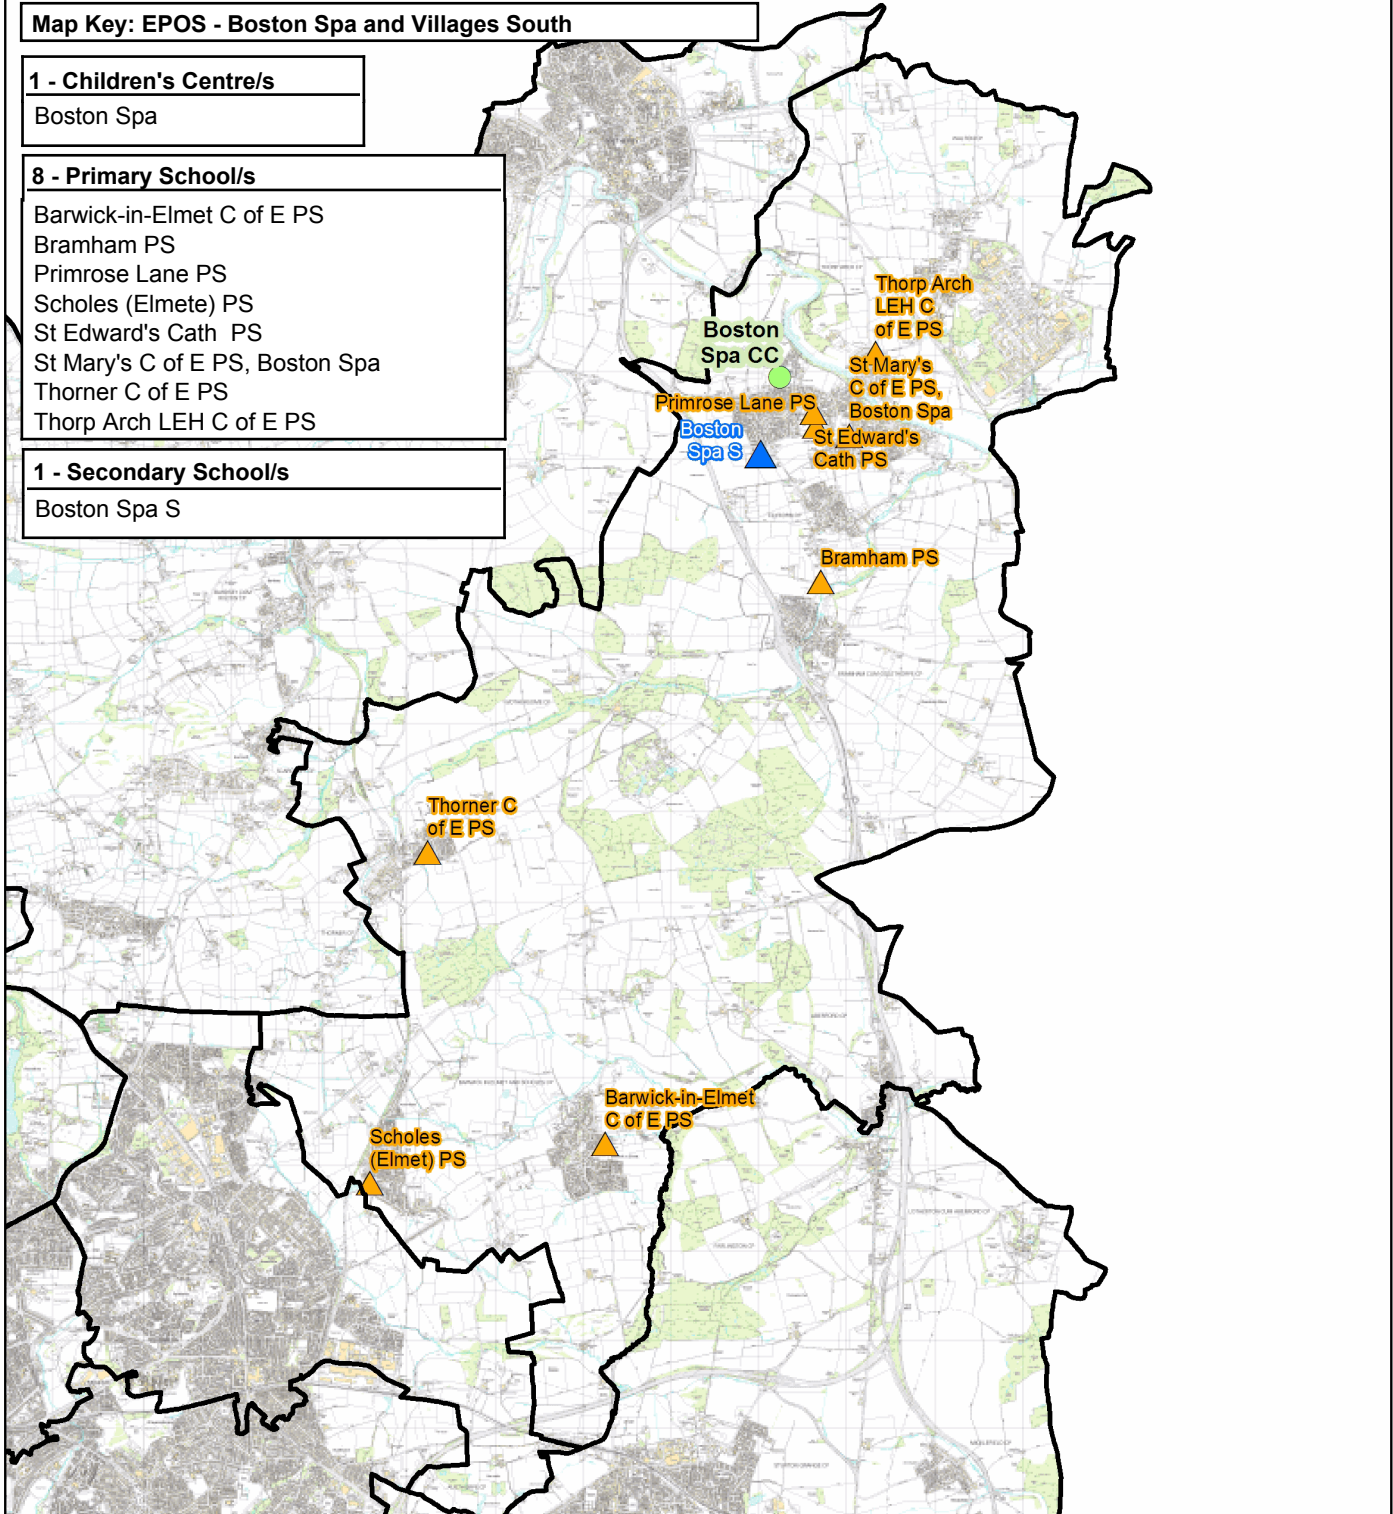 Map Key: EPOS - Boston Spa and Villages South
1 - Children's Centre/s
Boston Spa
8 - Primary School/s
Barwick-in-Elmet C of E PS
Bramham PS
Primrose Lane PS
Scholes (Elmete) PS
St Edward's Cath  PS
St Mary's C of E PS, Boston Spa
Thorner C of E PS
Thorp Arch LEH C of E PS
1 - Secondary School/s
Boston Spa S
Thorp Arch
LEH C
of E PS
Boston
Spa CC
St Mary's
C of E PS,
Boston Spa
Primrose Lane PS
Boston
Spa S
St Edward's
Cath PS
Bramham PS
Thorner C
of E PS
Barwick-in-Elmet
C of E PS
Scholes
(Elmet) PS